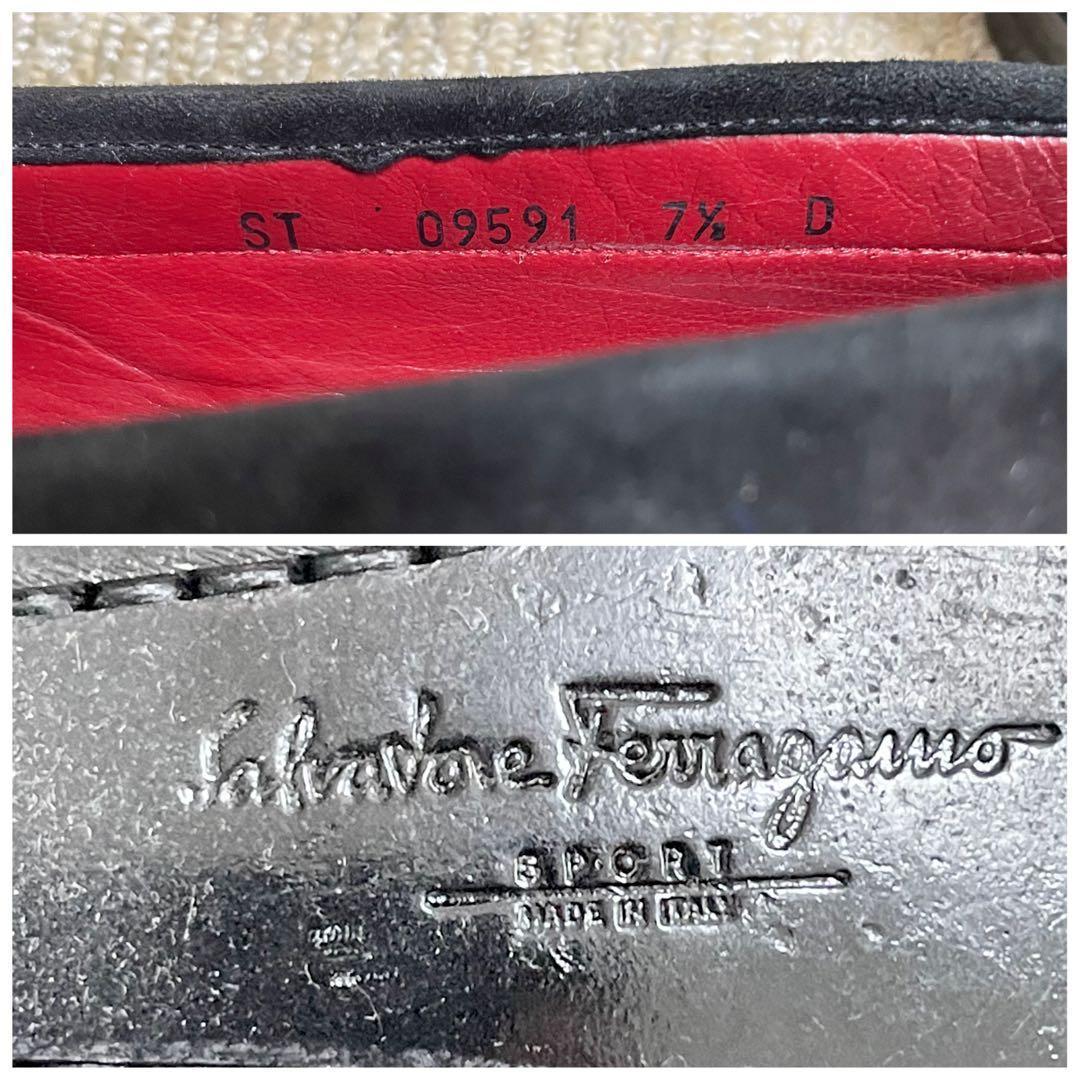 ST 09591 7½ D
Salvatore Ferragamo
SPORT
MADE IN ITALY